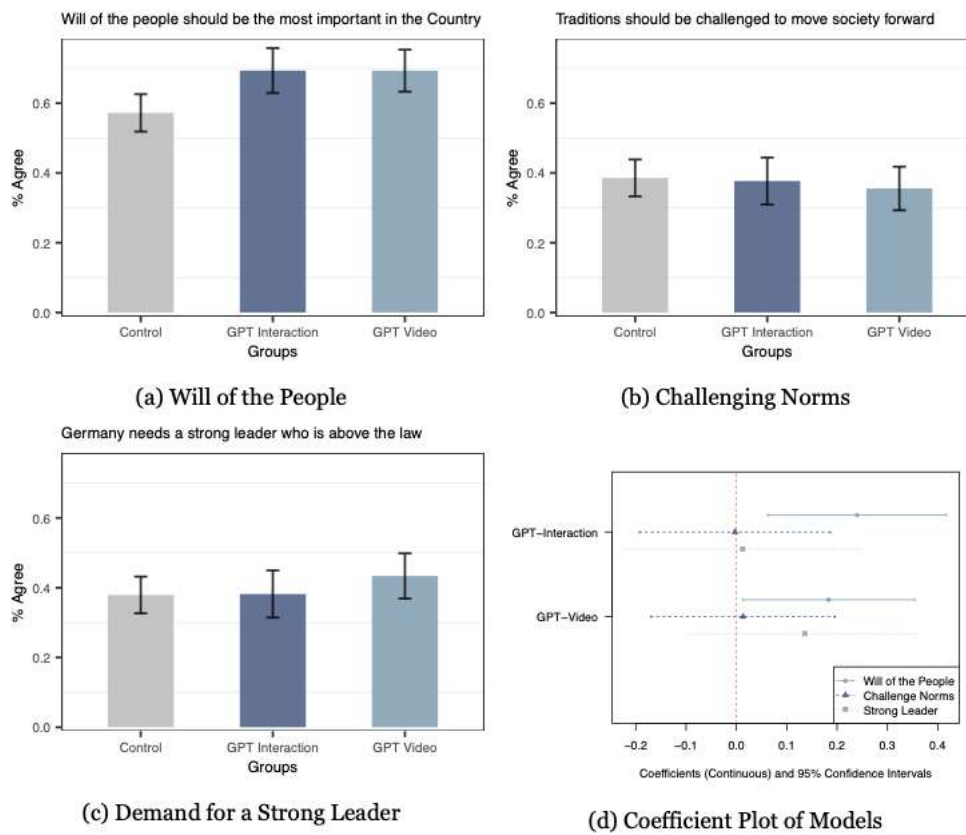 Will of the people should be the most important in the Country
% Agree
0.6
0.4
0.2
0.0
Control
GPT Interaction
GPT Video
Groups
(a) Will of the People
Traditions should be challenged to move society forward
% Agree
0.6
0.4
0.2
0.0
Control
GPT Interaction
GPT Video
Groups
(b) Challenging Norms
Germany needs a strong leader who is above the law
% Agree
0.6
0.4
0.2
0.0
Control
GPT Interaction
GPT Video
Groups
(c) Demand for a Strong Leader
GPT−Interaction
GPT−Video
Will of the People
Challenge Norms
Strong Leader
−0.2 −0.1 0.0 0.1 0.2 0.3 0.4
Coefficients (Continuous) and 95% Confidence Intervals
(d) Coefficient Plot of Models